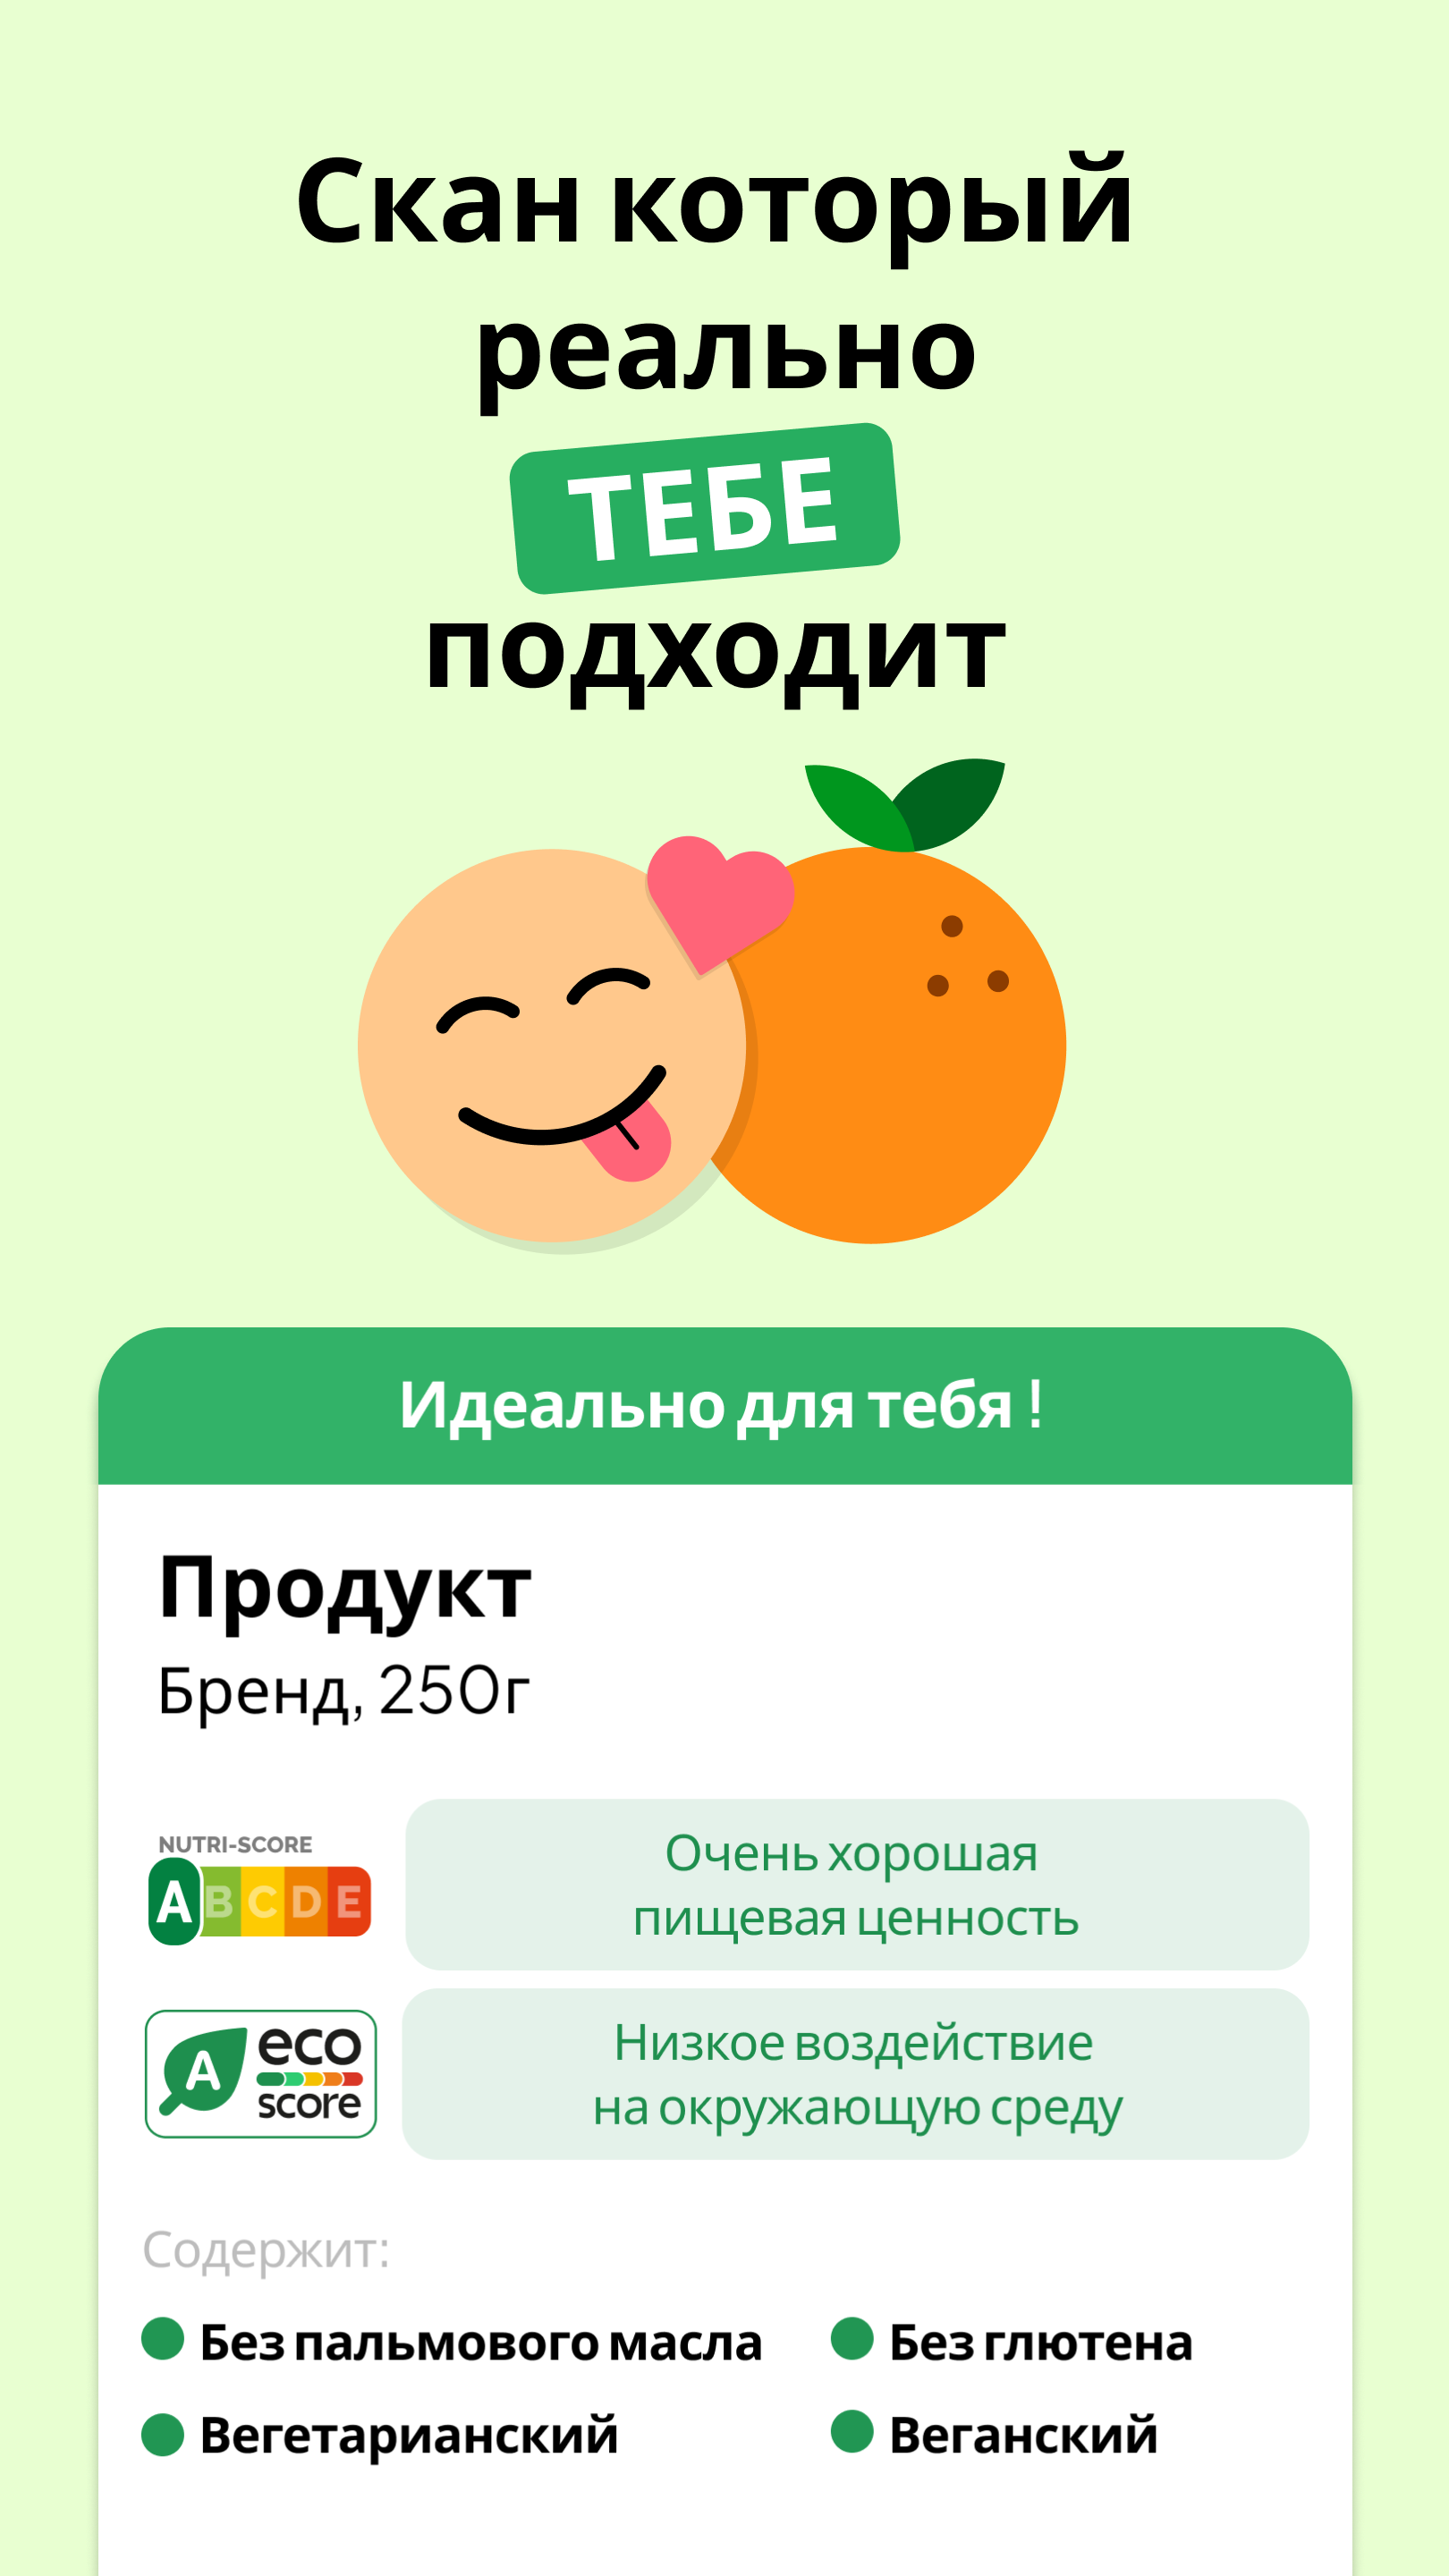 Скан который
реально
ТЕБЕ
подходит
Идеально для тебя !
Продукт
Бренд, 250г
NUTRI-SCORE
A B C D E
Очень хорошая
пищевая ценность
A
eco
score
Низкое воздействие
на окружающую среду
Содержит:
Без пальмового масла
Без глютена
Вегетарианский
Веганский